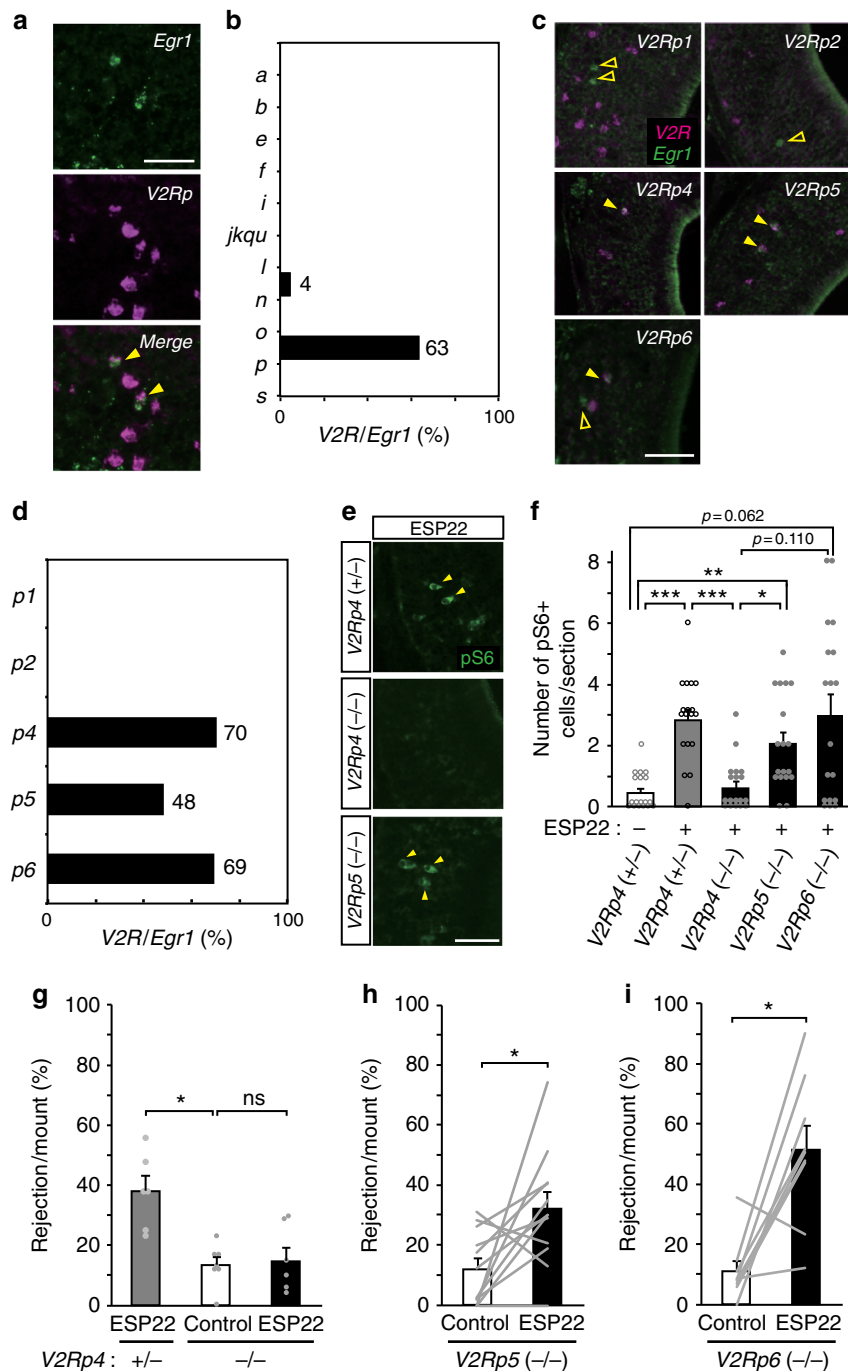 a
Egr1
V2Rp
Merge
b
a
b
e
f
i
jkqu
l
n
o
p
s
4
63
0
100
V2R/Egr1 (%)
c
V2Rp1
V2R
Egr1
V2Rp2
V2Rp4
V2Rp5
V2Rp6
d
p1
p2
p4
p5
p6
70
48
69
0
100
V2R/Egr1 (%)
e
ESP22
V2Rp4 (+/–)
pS6
V2Rp4 (–/–)
V2Rp5 (–/–)
f
p = 0.062
p = 0.110
**
*** *** *
Number of pS6+
cells/section
8
6
4
2
0
ESP22 : – + + + +
V2Rp4 (+/–)
V2Rp4 (+/–)
V2Rp4 (–/–)
V2Rp5 (–/–)
V2Rp6 (–/–)
g
Rejection/mount (%)
100
80
60
40
20
0
* ns
ESP22 Control ESP22
V2Rp4 : +/– –/–
h
Rejection/mount (%)
100
80
60
40
20
0
*
Control ESP22
V2Rp5 (–/–)
i
Rejection/mount (%)
100
80
60
40
20
0
*
Control ESP22
V2Rp6 (–/–)